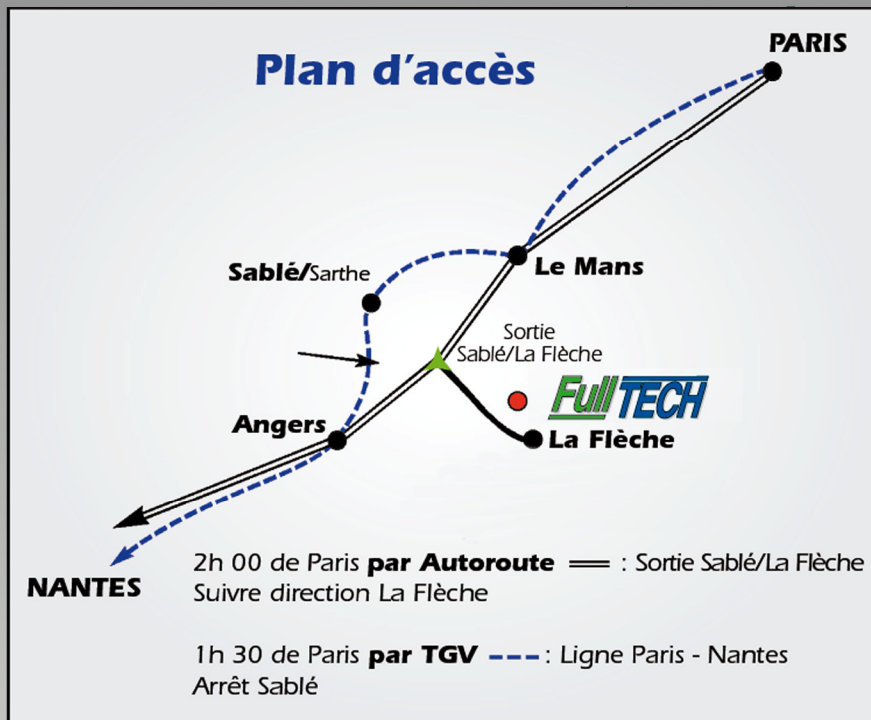 PARIS
Plan d'accès
Le Mans
Sablé/Sarthe
Sortie
Sablé/La Flèche
Full TECH
Angers
La Flèche
NANTES
2h 00 de Paris par Autoroute : Sortie Sablé/La Flèche
Suivre direction La Flèche
1h 30 de Paris par TGV : Ligne Paris - Nantes
Arrêt Sablé